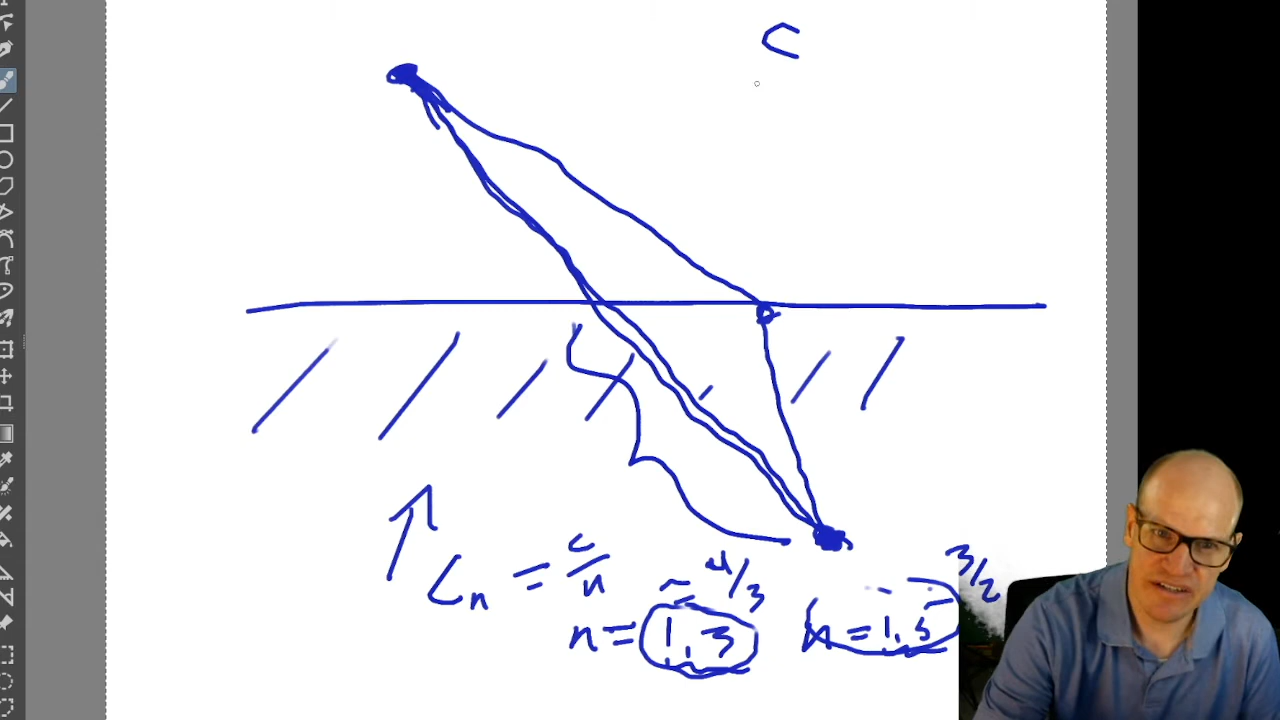 c
c_n = c/n
n = 1.3 ≈ 4/3
n = 1.5 = 3/2